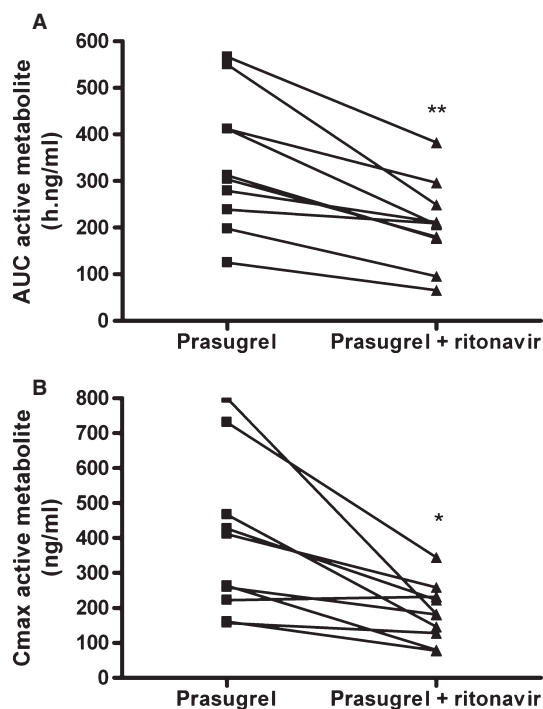 A
AUC active metabolite
(h.ng/ml)
600
500
400
300
200
100
0
**
Prasugrel
Prasugrel + ritonavir
B
Cmax active metabolite
(ng/ml)
800
700
600
500
400
300
200
100
0
*
Prasugrel
Prasugrel + ritonavir